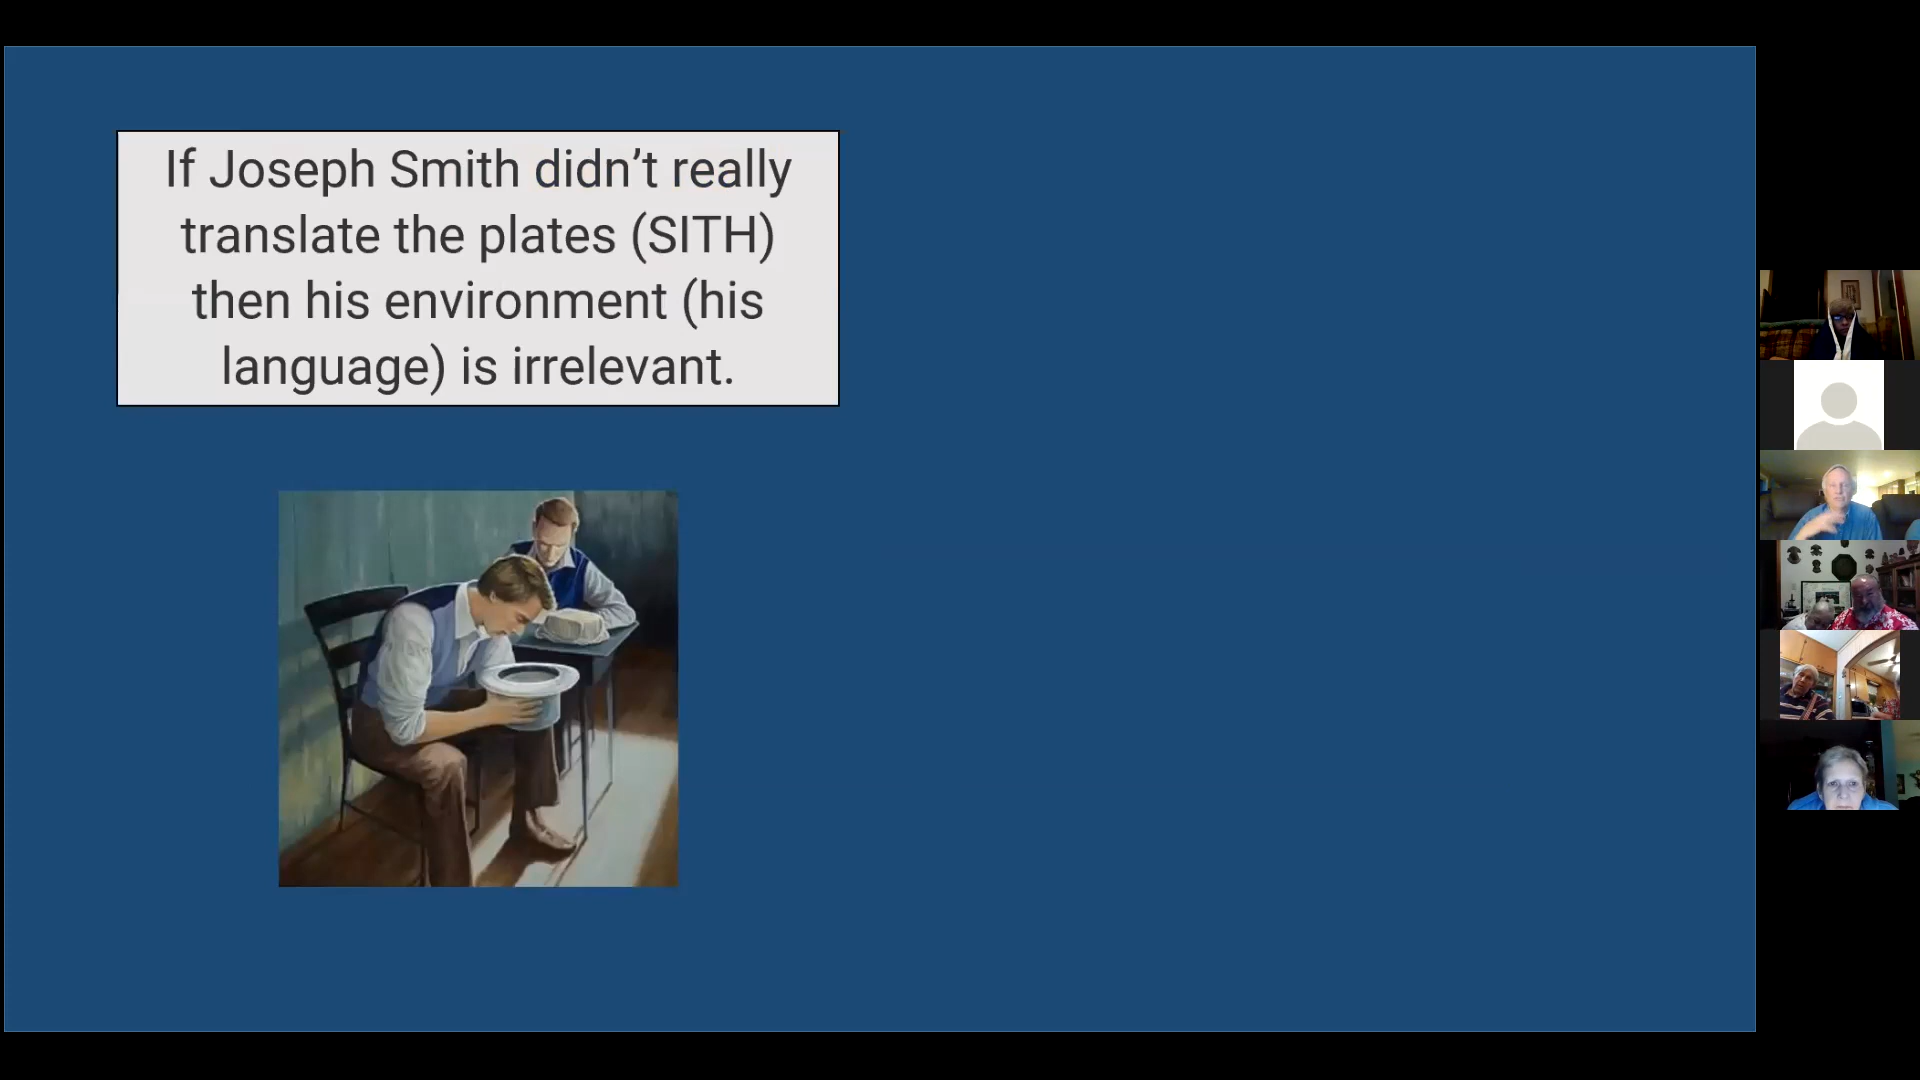 If Joseph Smith didn’t really
translate the plates (SITH)
then his environment (his
language) is irrelevant.